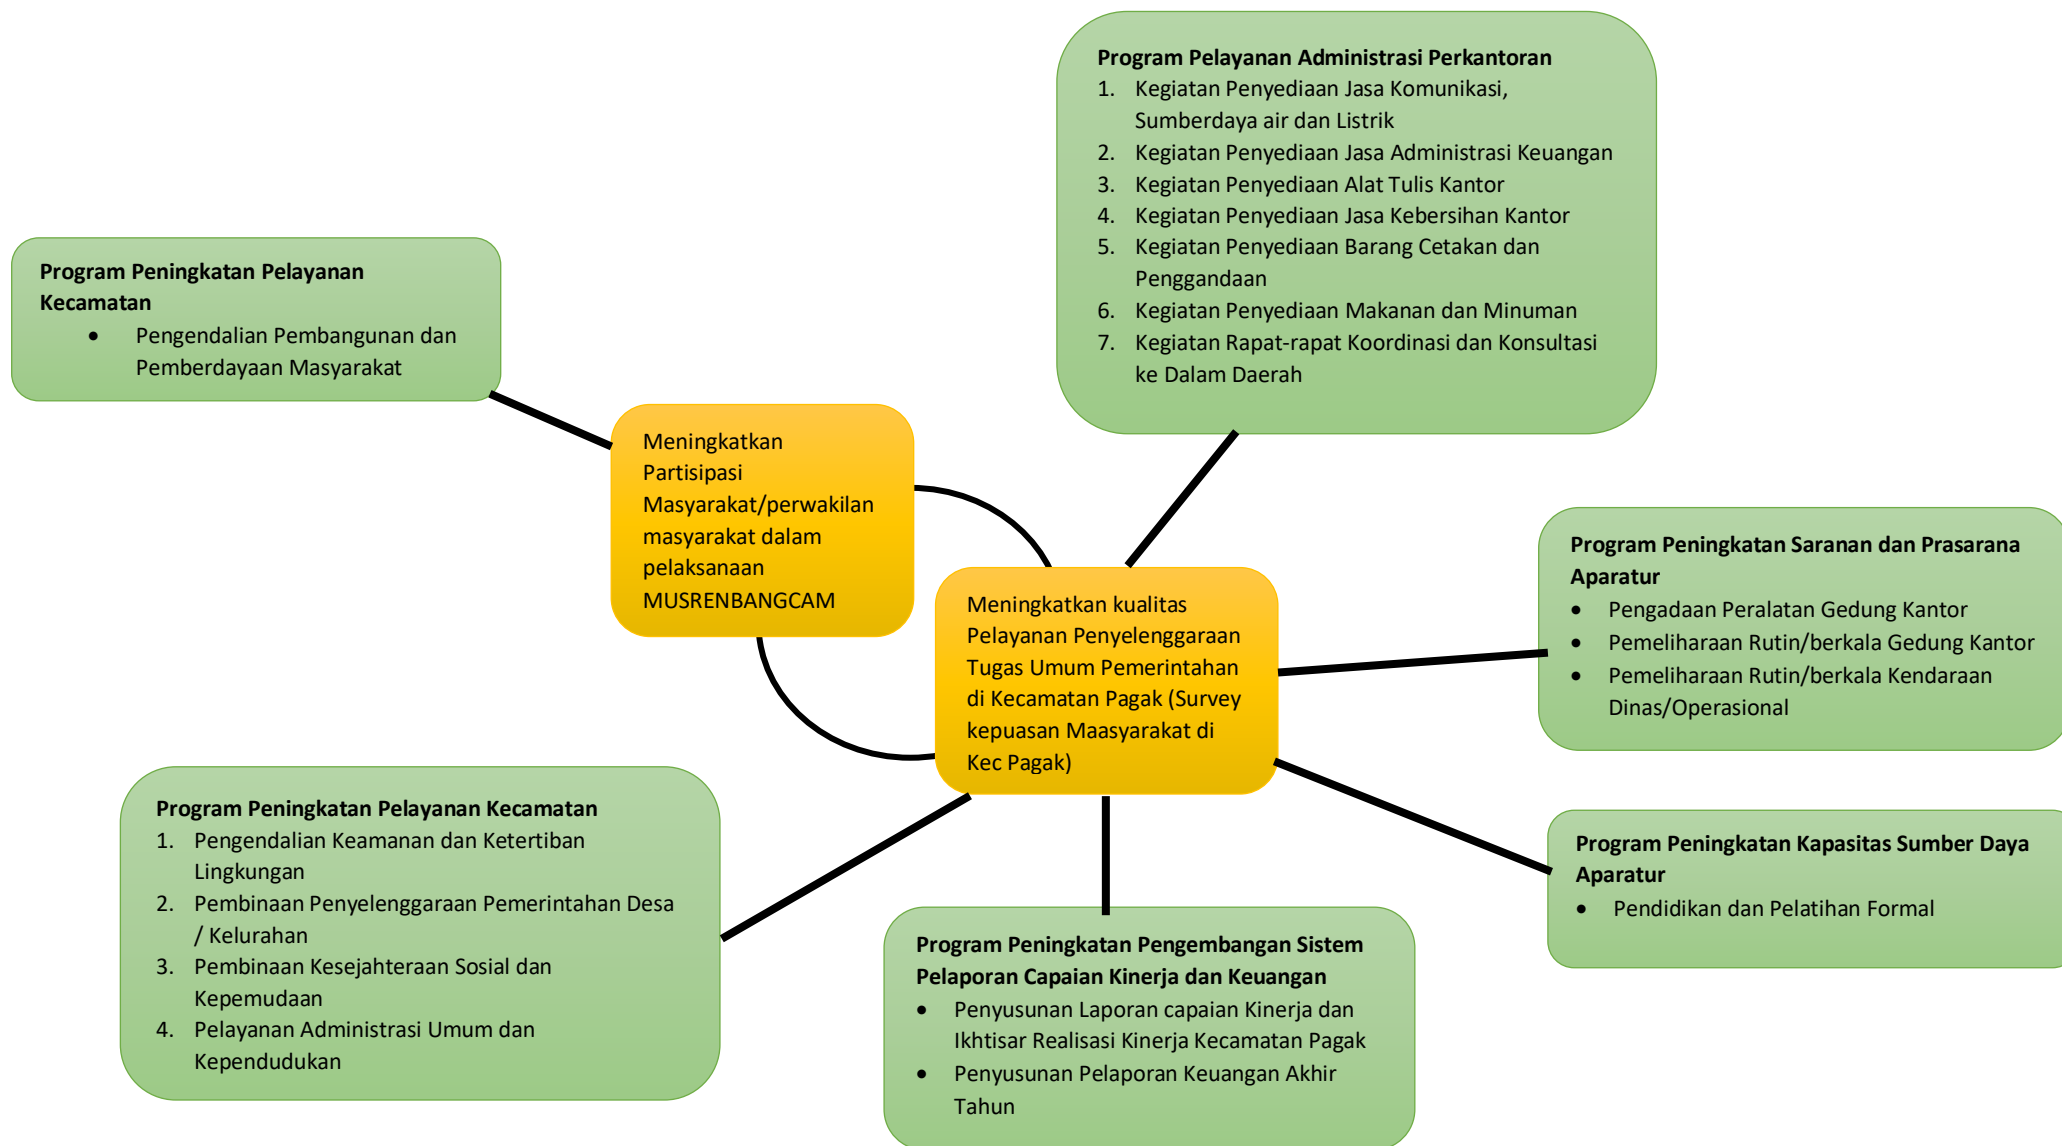 Program Pelayanan Administrasi Perkantoran
1. Kegiatan Penyediaan Jasa Komunikasi,
Sumberdaya air dan Listrik
2. Kegiatan Penyediaan Jasa Administrasi Keuangan
3. Kegiatan Penyediaan Alat Tulis Kantor
4. Kegiatan Penyediaan Jasa Kebersihan Kantor
5. Kegiatan Penyediaan Barang Cetakan dan
Penggandaan
6. Kegiatan Penyediaan Makanan dan Minuman
7. Kegiatan Rapat-rapat Koordinasi dan Konsultasi
ke Dalam Daerah
Program Peningkatan Pelayanan
Kecamatan
• Pengendalian Pembangunan dan
Pemberdayaan Masyarakat
Meningkatkan
Partisipasi
Masyarakat/perwakilan
masyarakat dalam
pelaksanaan
MUSRENBANGCAM
Meningkatkan kualitas
Pelayanan Penyelenggaraan
Tugas Umum Pemerintahan
di Kecamatan Pagak (Survey
kepuasan Maasyarakat di
Kec Pagak)
Program Peningkatan Saranan dan Prasarana
Aparatur
• Pengadaan Peralatan Gedung Kantor
• Pemeliharaan Rutin/berkala Gedung Kantor
• Pemeliharaan Rutin/berkala Kendaraan
Dinas/Operasional
Program Peningkatan Pelayanan Kecamatan
1. Pengendalian Keamanan dan Ketertiban
Lingkungan
2. Pembinaan Penyelenggaraan Pemerintahan Desa
/ Kelurahan
3. Pembinaan Kesejahteraan Sosial dan
Kepemudaan
4. Pelayanan Administrasi Umum dan
Kependudukan
Program Peningkatan Kapasitas Sumber Daya
Aparatur
• Pendidikan dan Pelatihan Formal
Program Peningkatan Pengembangan Sistem
Pelaporan Capaian Kinerja dan Keuangan
• Penyusunan Laporan capaian Kinerja dan
Ikhtisar Realisasi Kinerja Kecamatan Pagak
• Penyusunan Pelaporan Keuangan Akhir
Tahun